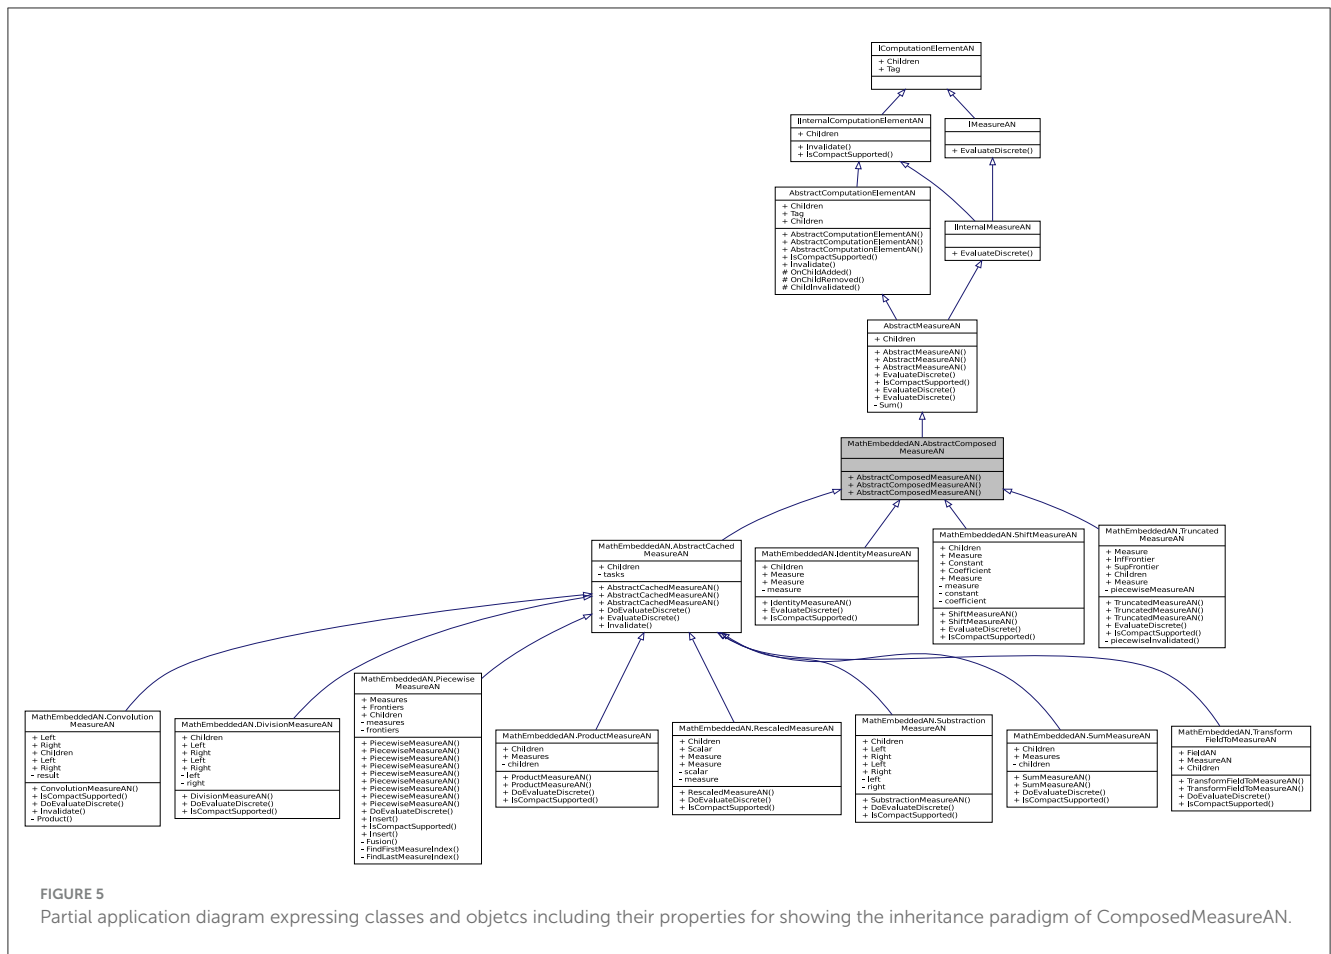 IComputationElementAN
+ Children
+ Tag
IInternalComputationElementAN
+ Children
+ Invalidate()
+ IsCompactSupported()
IMeasureAN
+ EvaluateDiscrete()
AbstractComputationElementAN
+ Children
+ Tag
+ Children
+ AbstractComputationElementAN()
+ AbstractComputationElementAN()
+ AbstractComputationElementAN()
+ IsCompactSupported()
+ Invalidate()
# OnChildAdded()
# OnChildRemoved()
# ChildInvalidated()
IInternalMeasureAN
+ EvaluateDiscrete()
AbstractMeasureAN
+ Children
+ AbstractMeasureAN()
+ AbstractMeasureAN()
+ AbstractMeasureAN()
+ EvaluateDiscrete()
+ IsCompactSupported()
+ EvaluateDiscrete()
+ EvaluateDiscrete()
- Sum()
MathEmbeddedAN.AbstractComposed
MeasureAN
+ AbstractComposedMeasureAN()
+ AbstractComposedMeasureAN()
+ AbstractComposedMeasureAN()
MathEmbeddedAN.AbstractCached
MeasureAN
+ Children
- tasks
+ AbstractCachedMeasureAN()
+ AbstractCachedMeasureAN()
+ AbstractCachedMeasureAN()
+ DoEvaluateDiscrete()
+ EvaluateDiscrete()
+ Invalidate()
MathEmbeddedAN.IdentityMeasureAN
+ Children
+ Measure
+ Measure
- measure
+ IdentityMeasureAN()
+ EvaluateDiscrete()
+ IsCompactSupported()
MathEmbeddedAN.ShiftMeasureAN
+ Children
+ Measure
+ Constant
+ Coefficient
+ Measure
- measure
- constant
- coefficient
+ ShiftMeasureAN()
+ ShiftMeasureAN()
+ EvaluateDiscrete()
+ IsCompactSupported()
MathEmbeddedAN.Truncated
MeasureAN
+ Measure
+ InfFrontier
+ SupFrontier
+ Children
+ Measure
- piecewiseMeasureAN
+ TruncatedMeasureAN()
+ TruncatedMeasureAN()
+ TruncatedMeasureAN()
+ EvaluateDiscrete()
+ IsCompactSupported()
- piecewiseInvalidated()
MathEmbeddedAN.Convolution
MeasureAN
+ Left
+ Right
+ Children
+ Left
+ Right
- result
+ ConvolutionMeasureAN()
+ IsCompactSupported()
+ DoEvaluateDiscrete()
+ Invalidate()
- Product()
MathEmbeddedAN.DivisionMeasureAN
+ Children
+ Left
+ Right
+ Left
+ Right
- left
- right
+ DivisionMeasureAN()
+ DoEvaluateDiscrete()
+ IsCompactSupported()
MathEmbeddedAN.Piecewise
MeasureAN
+ Measures
+ Frontiers
+ Children
- measures
- frontiers
+ PiecewiseMeasureAN()
+ PiecewiseMeasureAN()
+ PiecewiseMeasureAN()
+ PiecewiseMeasureAN()
+ PiecewiseMeasureAN()
+ PiecewiseMeasureAN()
+ PiecewiseMeasureAN()
+ PiecewiseMeasureAN()
+ PiecewiseMeasureAN()
+ DoEvaluateDiscrete()
+ Insert()
+ IsCompactSupported()
+ Insert()
- Fusion()
- FindFirstMeasureIndex()
- FindLastMeasureIndex()
MathEmbeddedAN.ProductMeasureAN
+ Children
+ Measures
- children
+ ProductMeasureAN()
+ ProductMeasureAN()
+ DoEvaluateDiscrete()
+ IsCompactSupported()
MathEmbeddedAN.RescaledMeasureAN
+ Children
+ Scalar
+ Measure
+ Measure
- scalar
- measure
+ RescaledMeasureAN()
+ DoEvaluateDiscrete()
+ IsCompactSupported()
MathEmbeddedAN.Substraction
MeasureAN
+ Children
+ Left
+ Right
+ Left
+ Right
- left
- right
+ SubstractionMeasureAN()
+ DoEvaluateDiscrete()
+ IsCompactSupported()
MathEmbeddedAN.SumMeasureAN
+ Children
+ Measures
- children
+ SumMeasureAN()
+ SumMeasureAN()
+ DoEvaluateDiscrete()
+ IsCompactSupported()
MathEmbeddedAN.Transform
FieldToMeasureAN
+ FieldAN
+ MeasureAN
+ Children
+ TransformFieldToMeasureAN()
+ TransformFieldToMeasureAN()
+ DoEvaluateDiscrete()
+ IsCompactSupported()
FIGURE 5
Partial application diagram expressing classes and objetcs including their properties for showing the inheritance paradigm of ComposedMeasureAN.